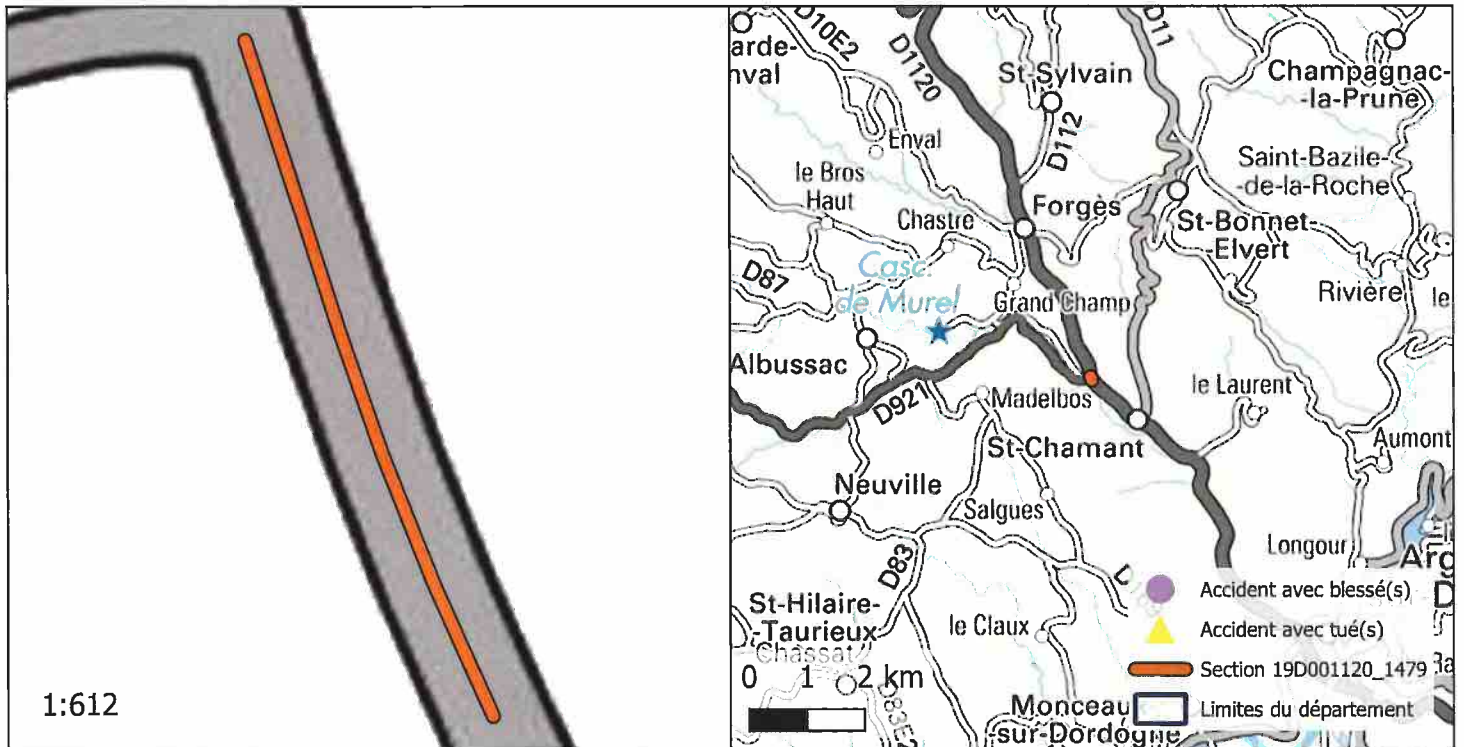 1:612
arde-
nval
D10E2
D1120
St-Sylvain
D11
Champagnac-
-la-Prune
Enval
D112
le Bros
Haut
Chastre
Forgès
Saint-Bazile-
-de-la-Roche
St-Bonnet-
-Elvert
D87
Casc.
de Murel
Grand Champ
Rivière
le
Albussac
D921
Madelbos
le Laurent
St-Chamant
Aumont
Neuville
Salgues
Longour
D83
Arg
D
St-Hilaire-
-Taurieux
Chassat
le Claux
Accident avec blessé(s)
Accident avec tué(s)
Section 19D001120_1479
Limites du département
0 1 2 km
D83E2
Monceau
-sur-Dordogne